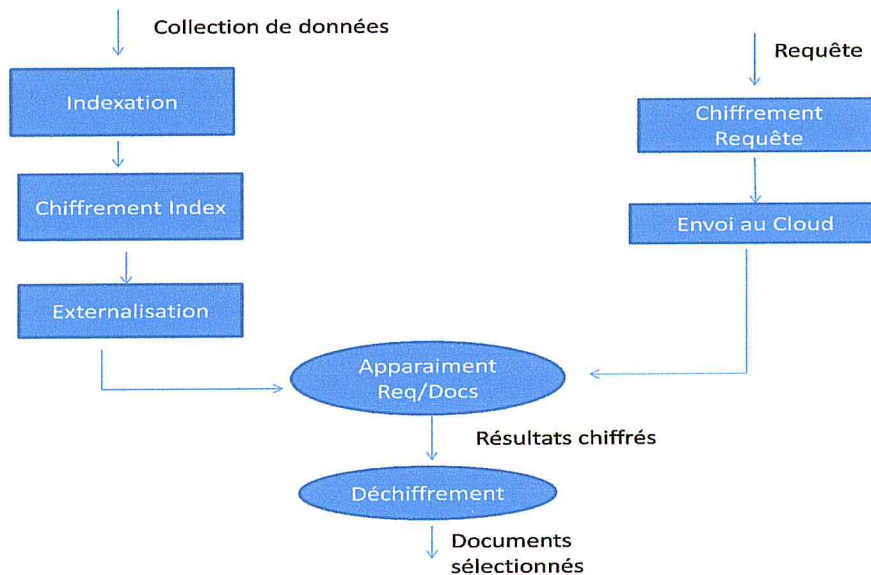 Collection de données
Indexation
Chiffrement Index
Externalisation
Requête
Chiffrement
Requête
Envoi au Cloud
Apparaiment
Req/Docs
Résultats chiffrés
Déchiffrement
Documents
sélectionnés